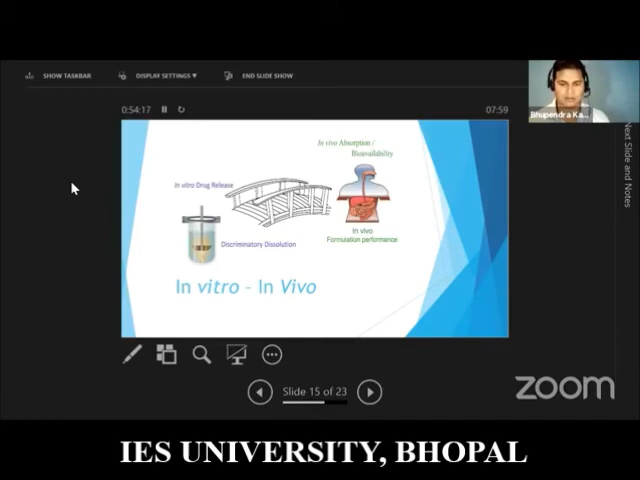 SHOW TASKBAR
DISPLAY SETTINGS ▼
END SLIDE SHOW
Bhupendra Ka...
0:54:17
07:59
Next Slide and Notes
In vivo Absorption /
Bioavailability
In vitro Drug Release
In vivo
Formulation performance
Discriminatory Dissolution
In vitro – In Vivo
Slide 15 of 23
zoom
IES UNIVERSITY, BHOPAL